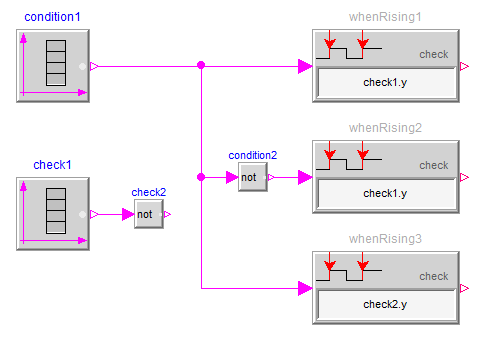 condition1
whenRising1
check
check1.y
whenRising2
check1
condition2
check
not
check2
check1.y
not
whenRising3
check
check2.y